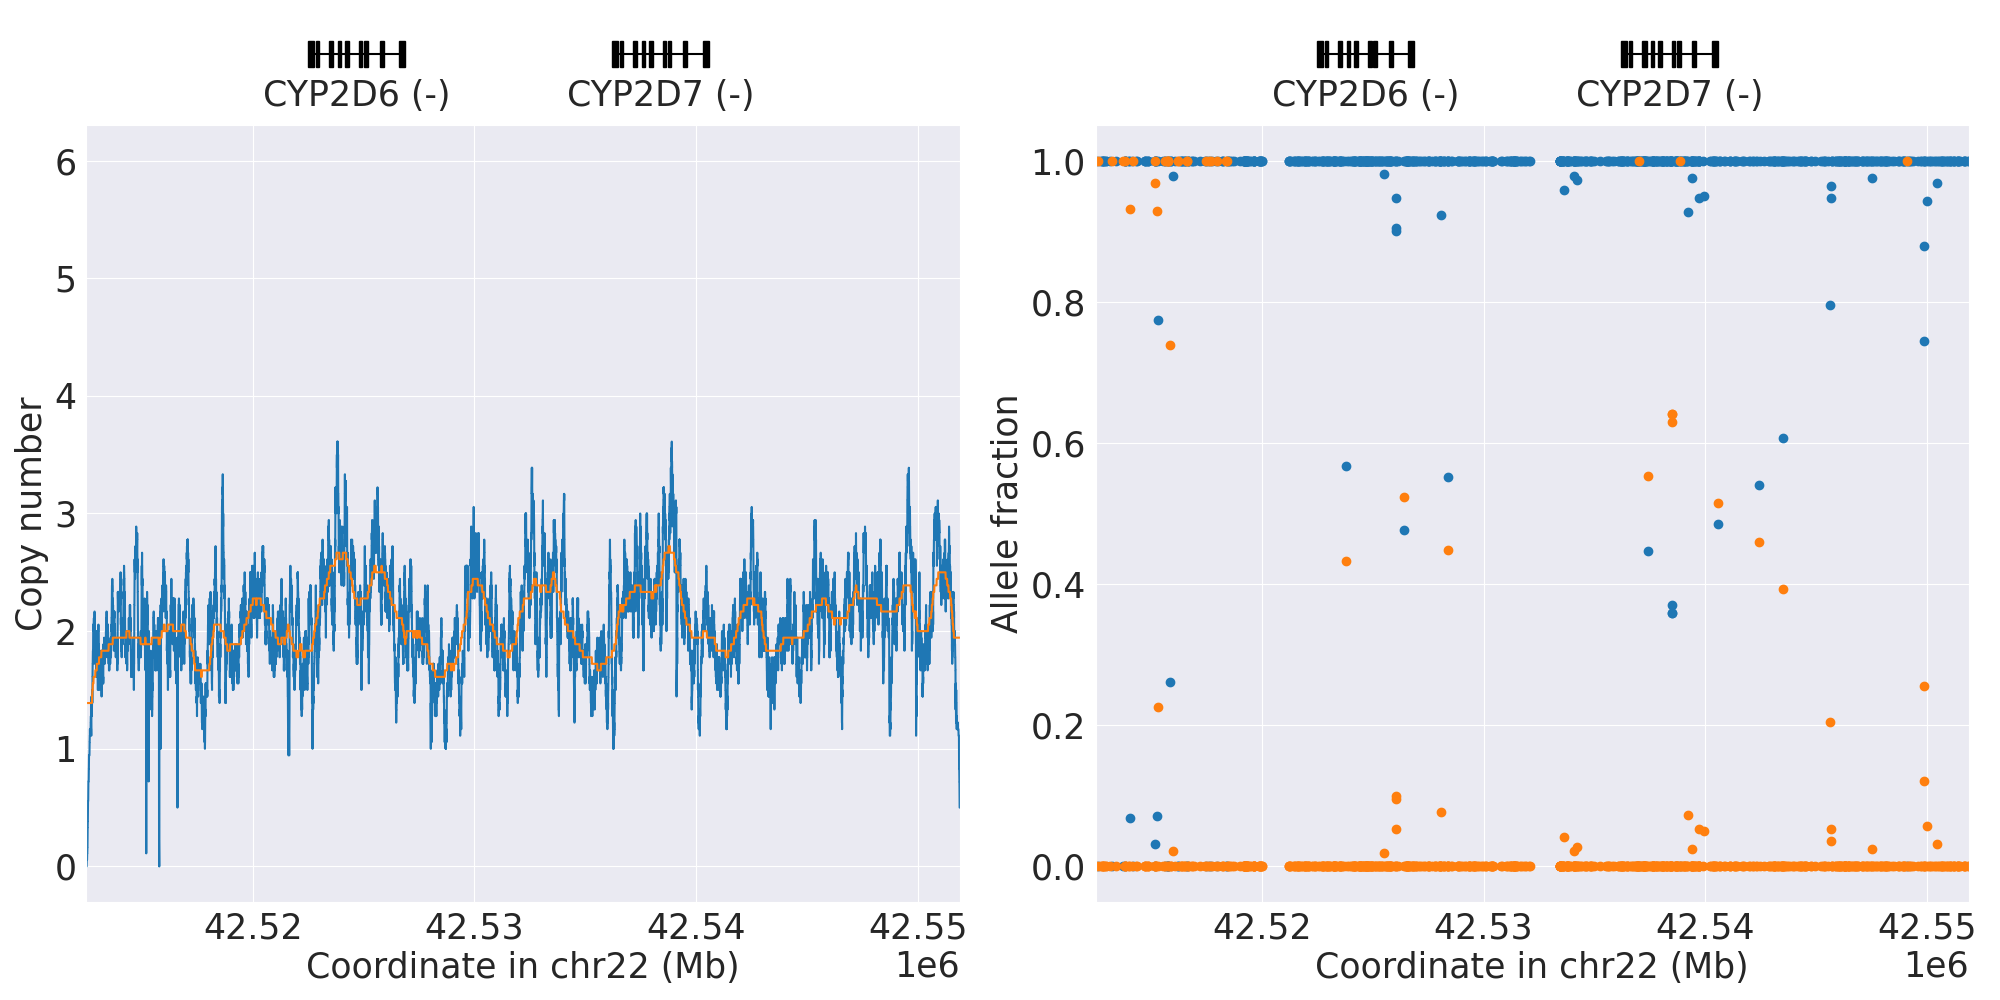 CYP2D6 (-) CYP2D7 (-)
6
5
4
3
2
1
0
Copy number
42.52 42.53 42.54 42.55
Coordinate in chr22 (Mb)
1e6
CYP2D6 (-) CYP2D7 (-)
1.0
0.8
0.6
0.4
0.2
0.0
Allele fraction
42.52 42.53 42.54 42.55
Coordinate in chr22 (Mb)
1e6